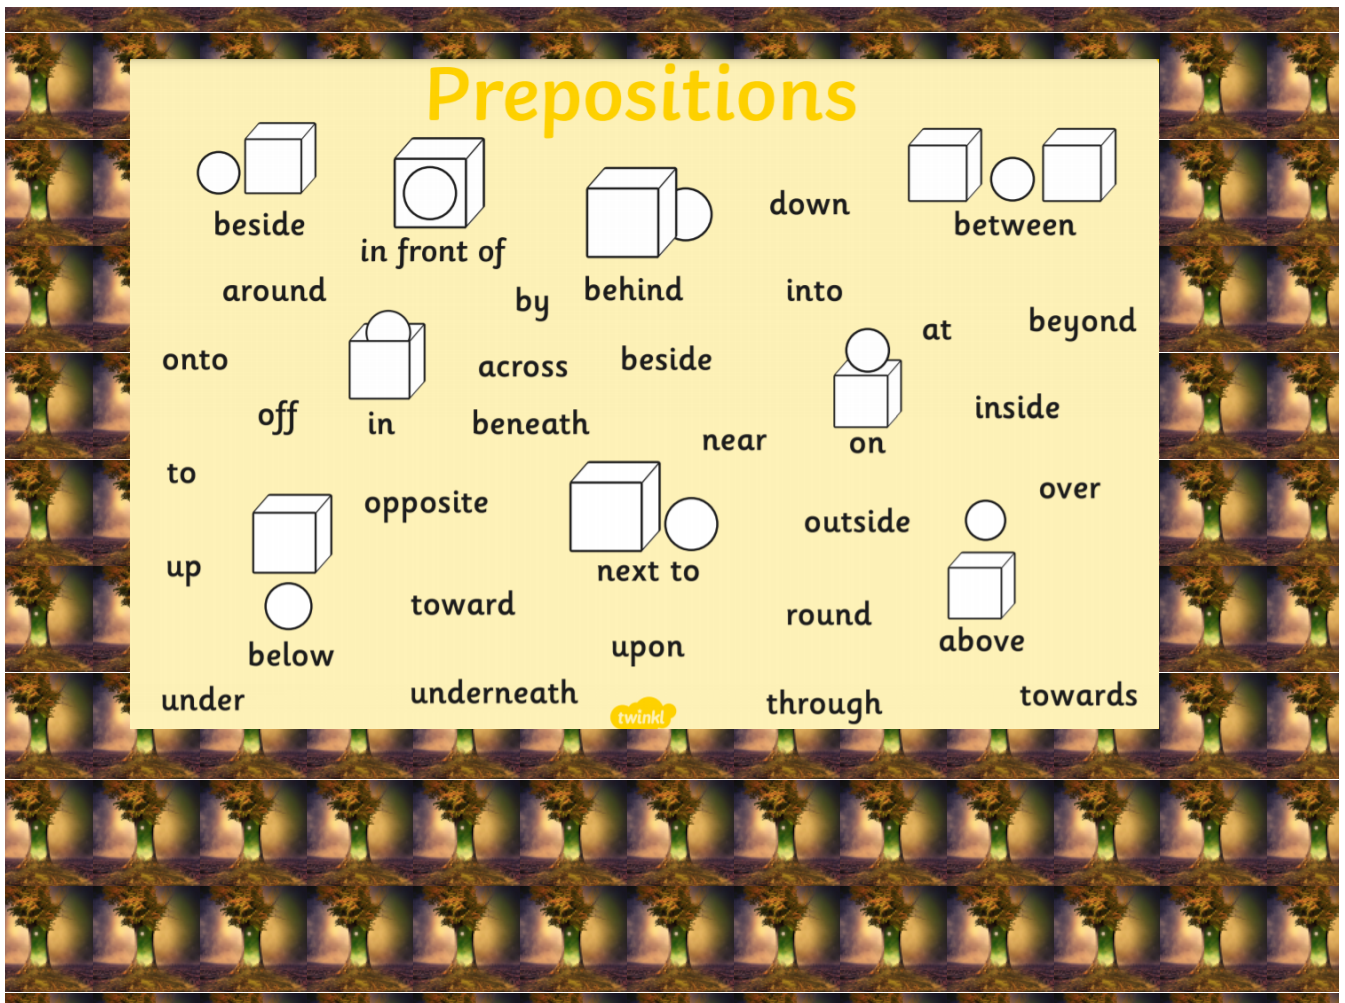 Prepositions
beside
in front of
behind
down
between
around
by
into
at
beyond
onto
across
beside
off
in
beneath
near
on
inside
to
opposite
next to
outside
over
up
toward
round
above
below
upon
under
underneath
twinkl
through
towards